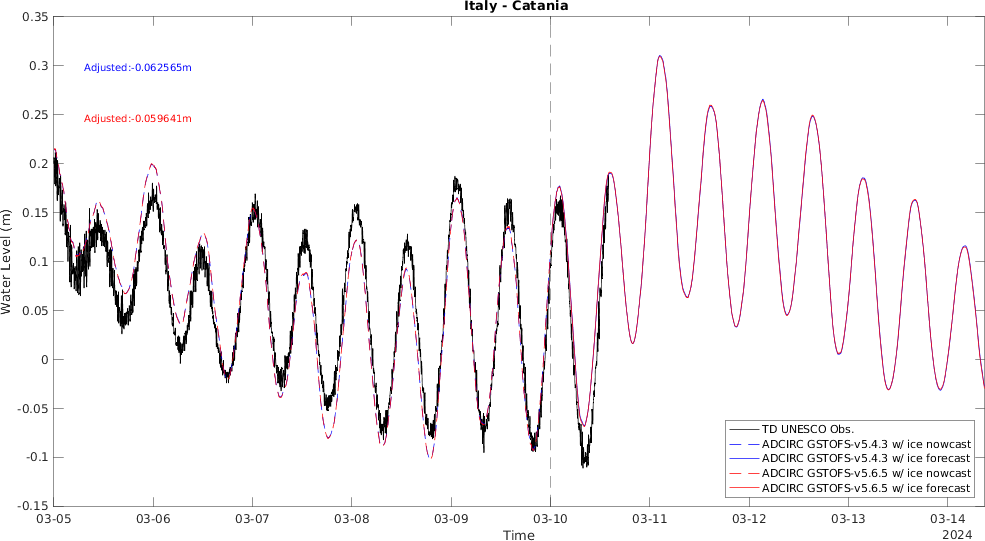 Italy - Catania
0.35
0.3
0.25
0.2
0.15
0.1
0.05
0
-0.05
-0.1
-0.15
Water Level (m)
Adjusted:-0.062565m
Adjusted:-0.059641m
TD UNESCO Obs.
ADCIRC GSTOFS-v5.4.3 w/ ice nowcast
ADCIRC GSTOFS-v5.4.3 w/ ice forecast
ADCIRC GSTOFS-v5.6.5 w/ ice nowcast
ADCIRC GSTOFS-v5.6.5 w/ ice forecast
03-05 03-06 03-07 03-08 03-09 03-10 03-11 03-12 03-13 03-14
Time
2024